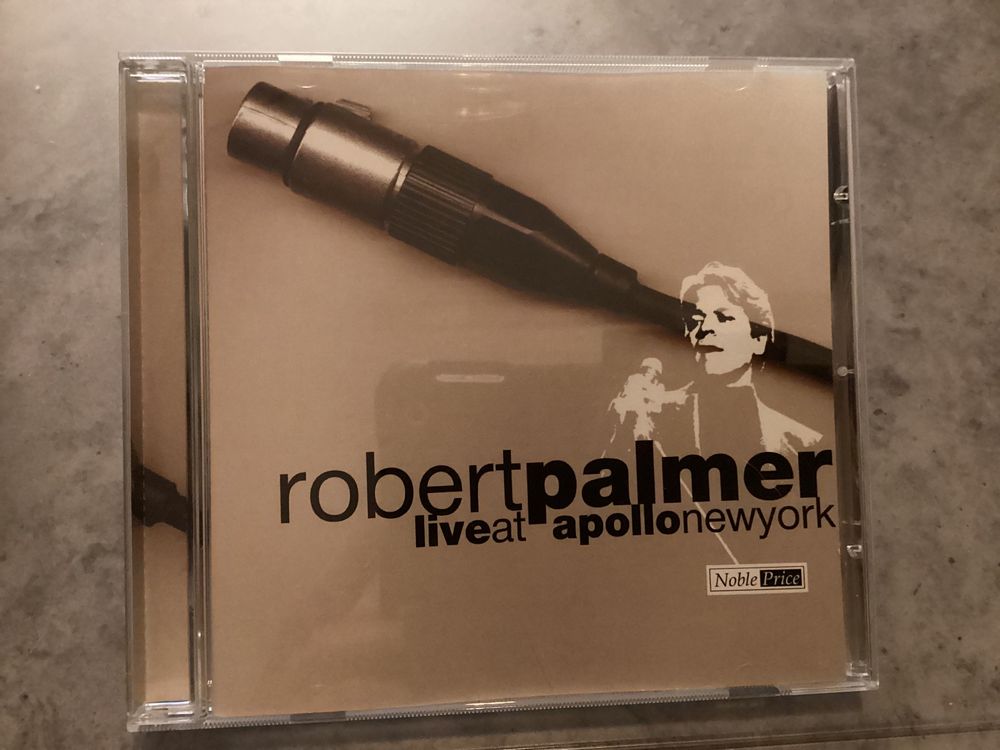 robertpalmer
liveat apollonewyork
Noble Price